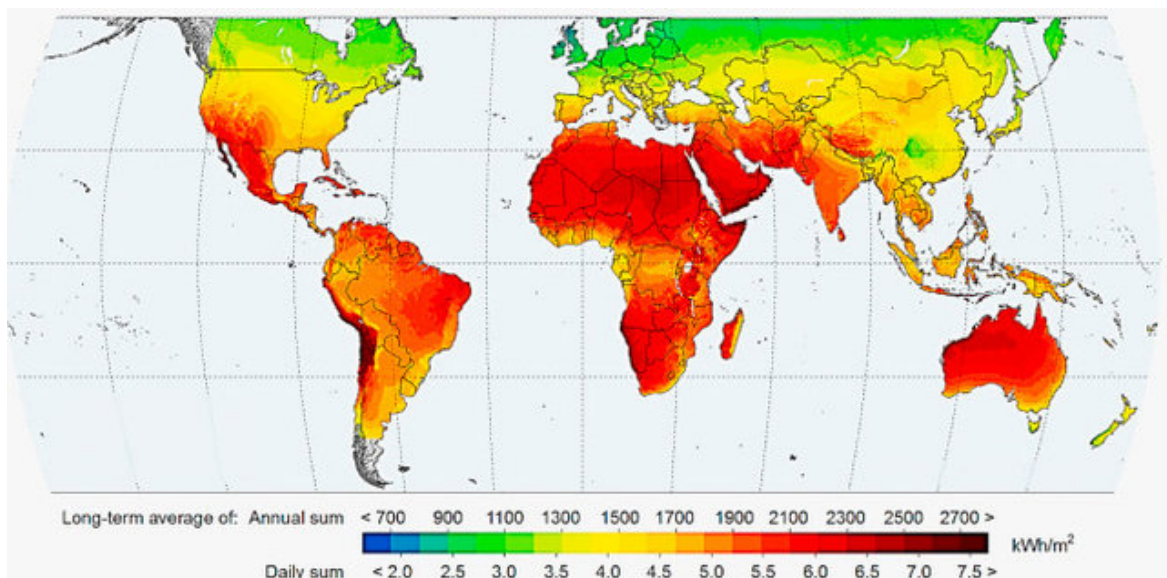 Long-term average of: Annual sum < 700 900 1100 1300 1500 1700 1900 2100 2300 2500 2700 >
kWh/m²
Daily sum < 2.0 2.5 3.0 3.5 4.0 4.5 5.0 5.5 6.0 6.5 7.0 7.5 >